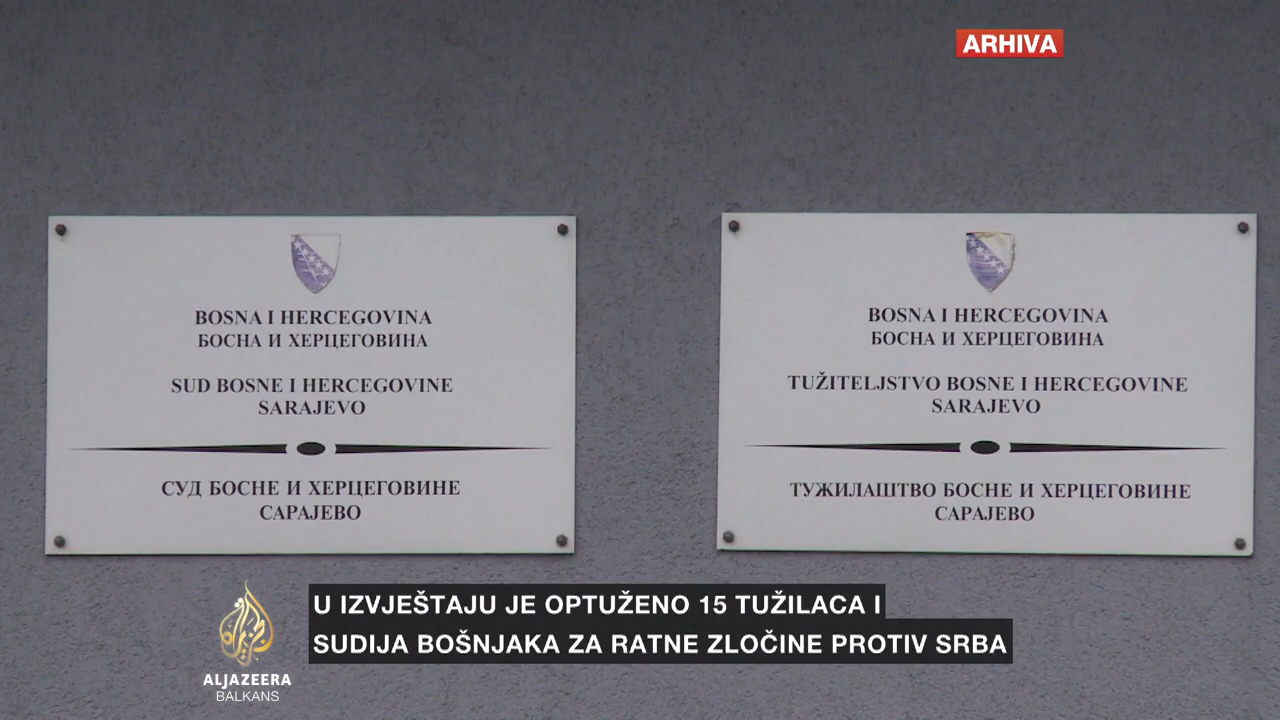 ARHIVA
BOSNA I HERCEGOVINA
БОСНА И ХЕРЦЕГОВИНА
SUD BOSNE I HERCEGOVINE
SARAJEVO
СУД БОСНЕ И ХЕРЦЕГОВИНЕ
САРАЈЕВО
BOSNA I HERCEGOVINA
БОСНА И ХЕРЦЕГОВИНА
TUŽITELJSTVO BOSNE I HERCEGOVINE
SARAJEVO
ТУЖИЛАШТВО БОСНЕ И ХЕРЦЕГОВИНЕ
САРАЈЕВО
U IZVJEŠTAJU JE OPTUŽENO 15 TUŽILACA I
SUDIJA BOŠNJAKA ZA RATNE ZLOČINE PROTIV SRBA
ALJAZEERA
BALKANS